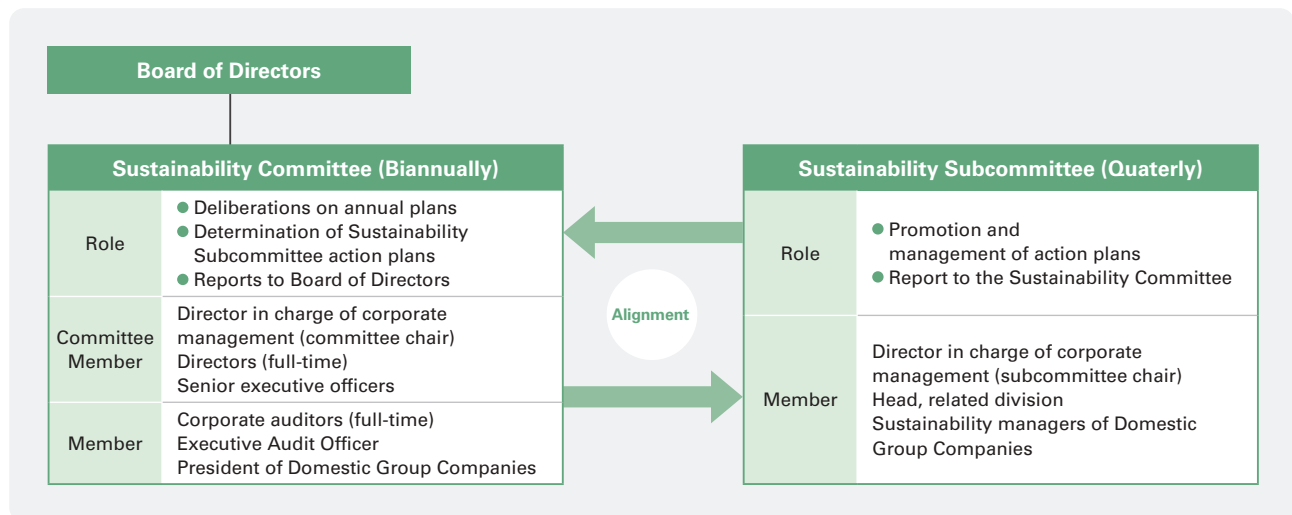 Board of Directors
Sustainability Committee (Biannually)
Role
● Deliberations on annual plans
● Determination of Sustainability
Subcommittee action plans
● Reports to Board of Directors
Committee
Member
Director in charge of corporate
management (committee chair)
Directors (full-time)
Senior executive officers
Member
Corporate auditors (full-time)
Executive Audit Officer
President of Domestic Group Companies
Alignment
Sustainability Subcommittee (Quaterly)
Role
● Promotion and
management of action plans
● Report to the Sustainability Committee
Member
Director in charge of corporate
management (subcommittee chair)
Head, related division
Sustainability managers of Domestic
Group Companies